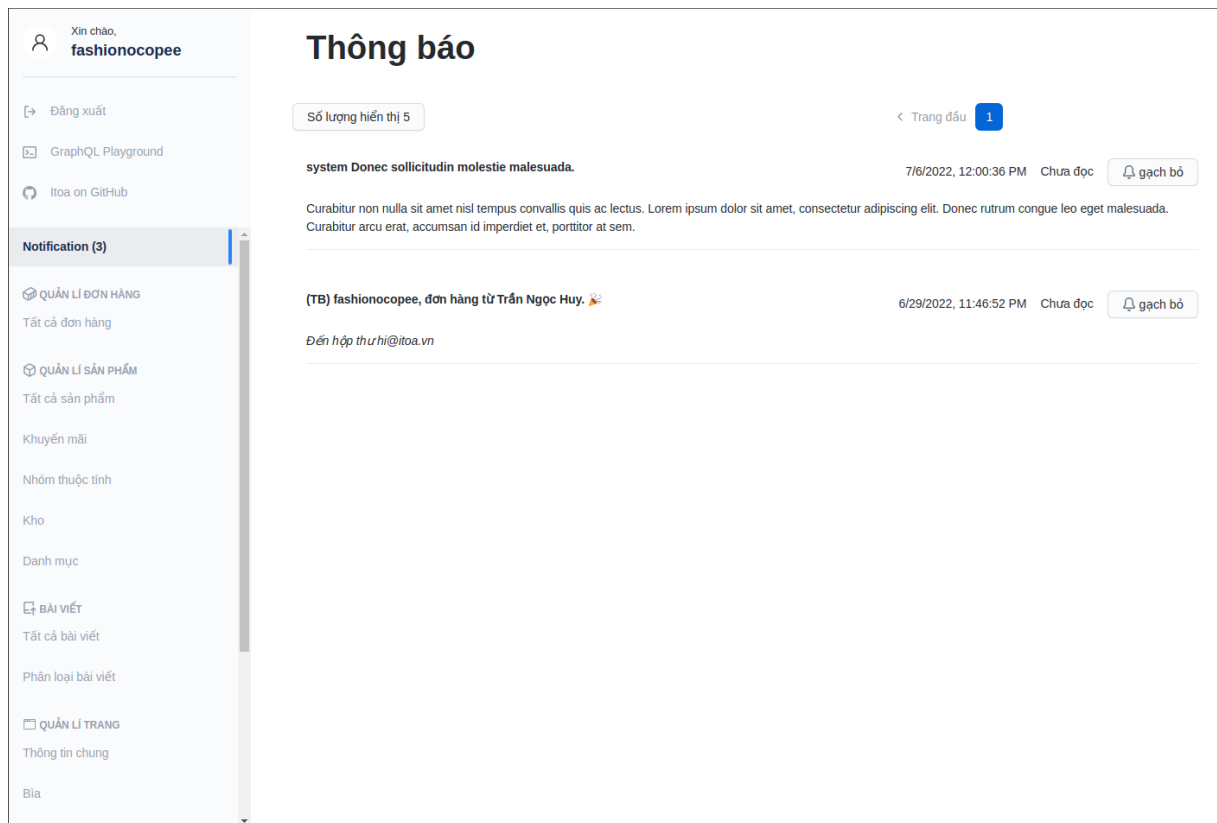 Xin chào,
fashionocopee
Đăng xuất
GraphQL Playground
Itoa on GitHub
Notification (3)
QUẢN LÍ ĐƠN HÀNG
Tất cả đơn hàng
QUẢN LÍ SẢN PHẨM
Tất cả sản phẩm
Khuyến mãi
Nhóm thuộc tính
Kho
Danh mục
BÀI VIẾT
Tất cả bài viết
Phân loại bài viết
QUẢN LÍ TRANG
Thông tin chung
Bìa
Thông báo
Số lượng hiển thị 5
Trang đầu 1
system Donec sollicitudin molestie malesuada.
7/6/2022, 12:00:36 PM Chưa đọc gạch bỏ
Curabitur non nulla sit amet nisl tempus convallis quis ac lectus. Lorem ipsum dolor sit amet, consectetur adipiscing elit. Donec rutrum congue leo eget malesuada.
Curabitur arcu erat, accumsan id imperdiet et, porttitor at sem.
(TB) fashionocopee, đơn hàng từ Trần Ngọc Huy. 🎉
6/29/2022, 11:46:52 PM Chưa đọc gạch bỏ
Đến hộp thư hi@itoa.vn